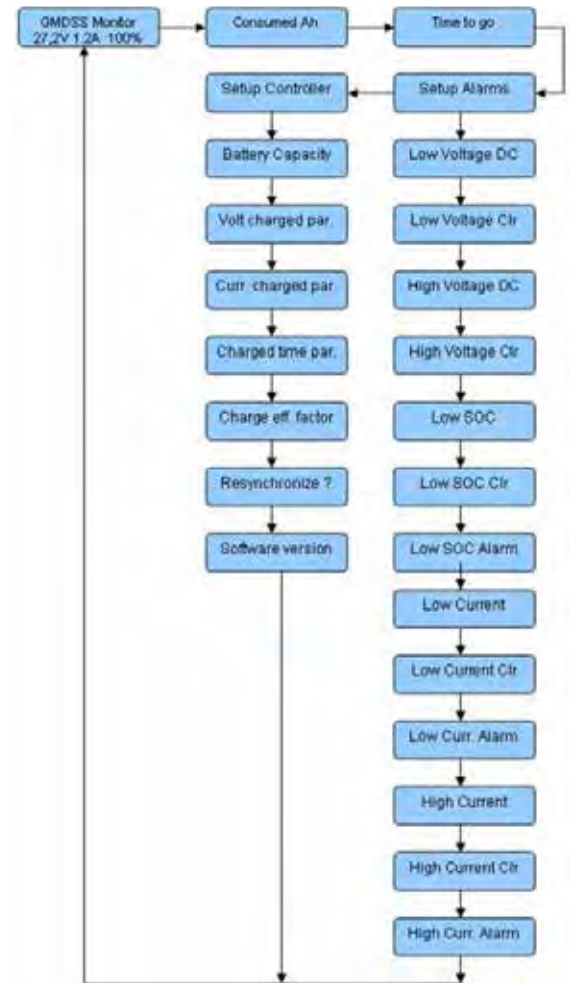 GMDSS Monitor
27,2V 1.2A 100%
Consumed Ah
Time to go
Setup Controller
Setup Alarms
Battery Capacity
Volt charged par.
Curr. charged par.
Charged time par.
Charge eff. factor
Resynchronize ?
Software version
Low Voltage DC
Low Voltage Clr
High Voltage DC
High Voltage Clr
Low SOC
Low SOC Clr
Low SOC Alarm
Low Current
Low Current Clr
Low Curr. Alarm
High Current
High Current Clr
High Curr. Alarm